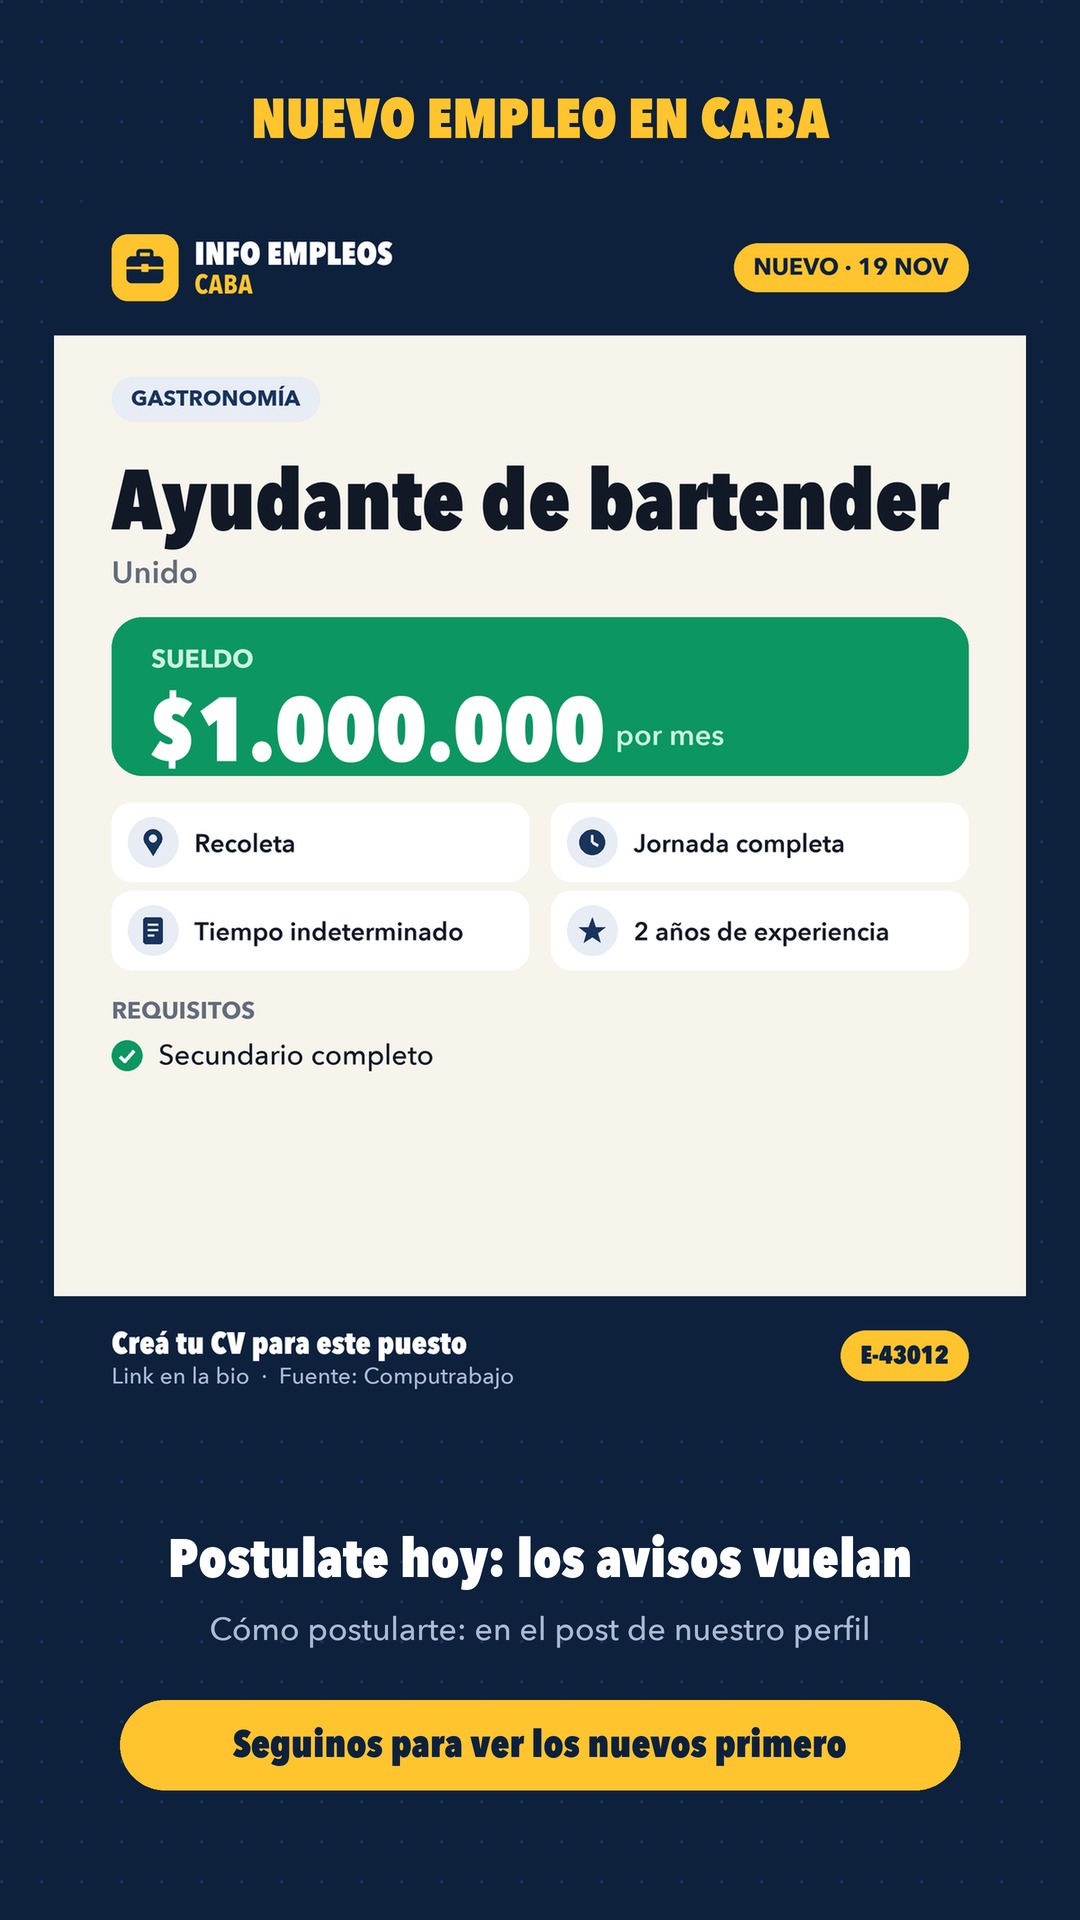 NUEVO EMPLEO EN CABA
INFO EMPLEOS
CABA
NUEVO · 19 NOV
GASTRONOMÍA
Ayudante de bartender
Unido
SUELDO
$1.000.000 por mes
Recoleta
Jornada completa
Tiempo indeterminado
2 años de experiencia
REQUISITOS
Secundario completo
Creá tu CV para este puesto
Link en la bio · Fuente: Computrabajo
E-43012
Postulate hoy: los avisos vuelan
Cómo postularte: en el post de nuestro perfil
Seguinos para ver los nuevos primero